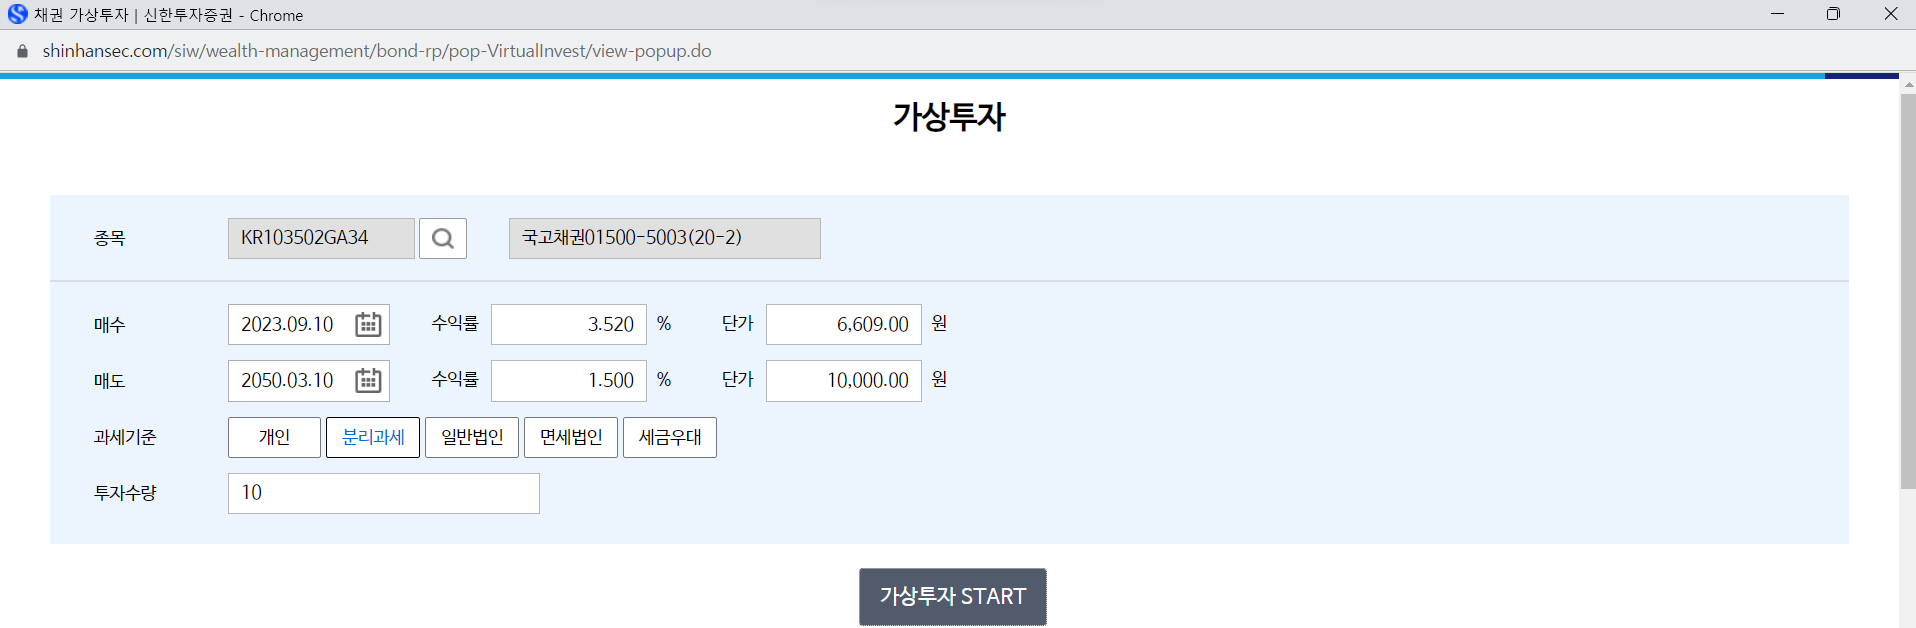 채권 가상투자 | 신한투자증권 - Chrome
shinhansec.com/siw/wealth-management/bond-rp/pop-VirtualInvest/view-popup.do
가상투자
종목 KR103502GA34 국고채권01500-5003(20-2)
매수 2023.09.10 수익률 3.520 % 단가 6,609.00 원
매도 2050.03.10 수익률 1.500 % 단가 10,000.00 원
과세기준 개인 분리과세 일반법인 면세법인 세금우대
투자수량 10
가상투자 START